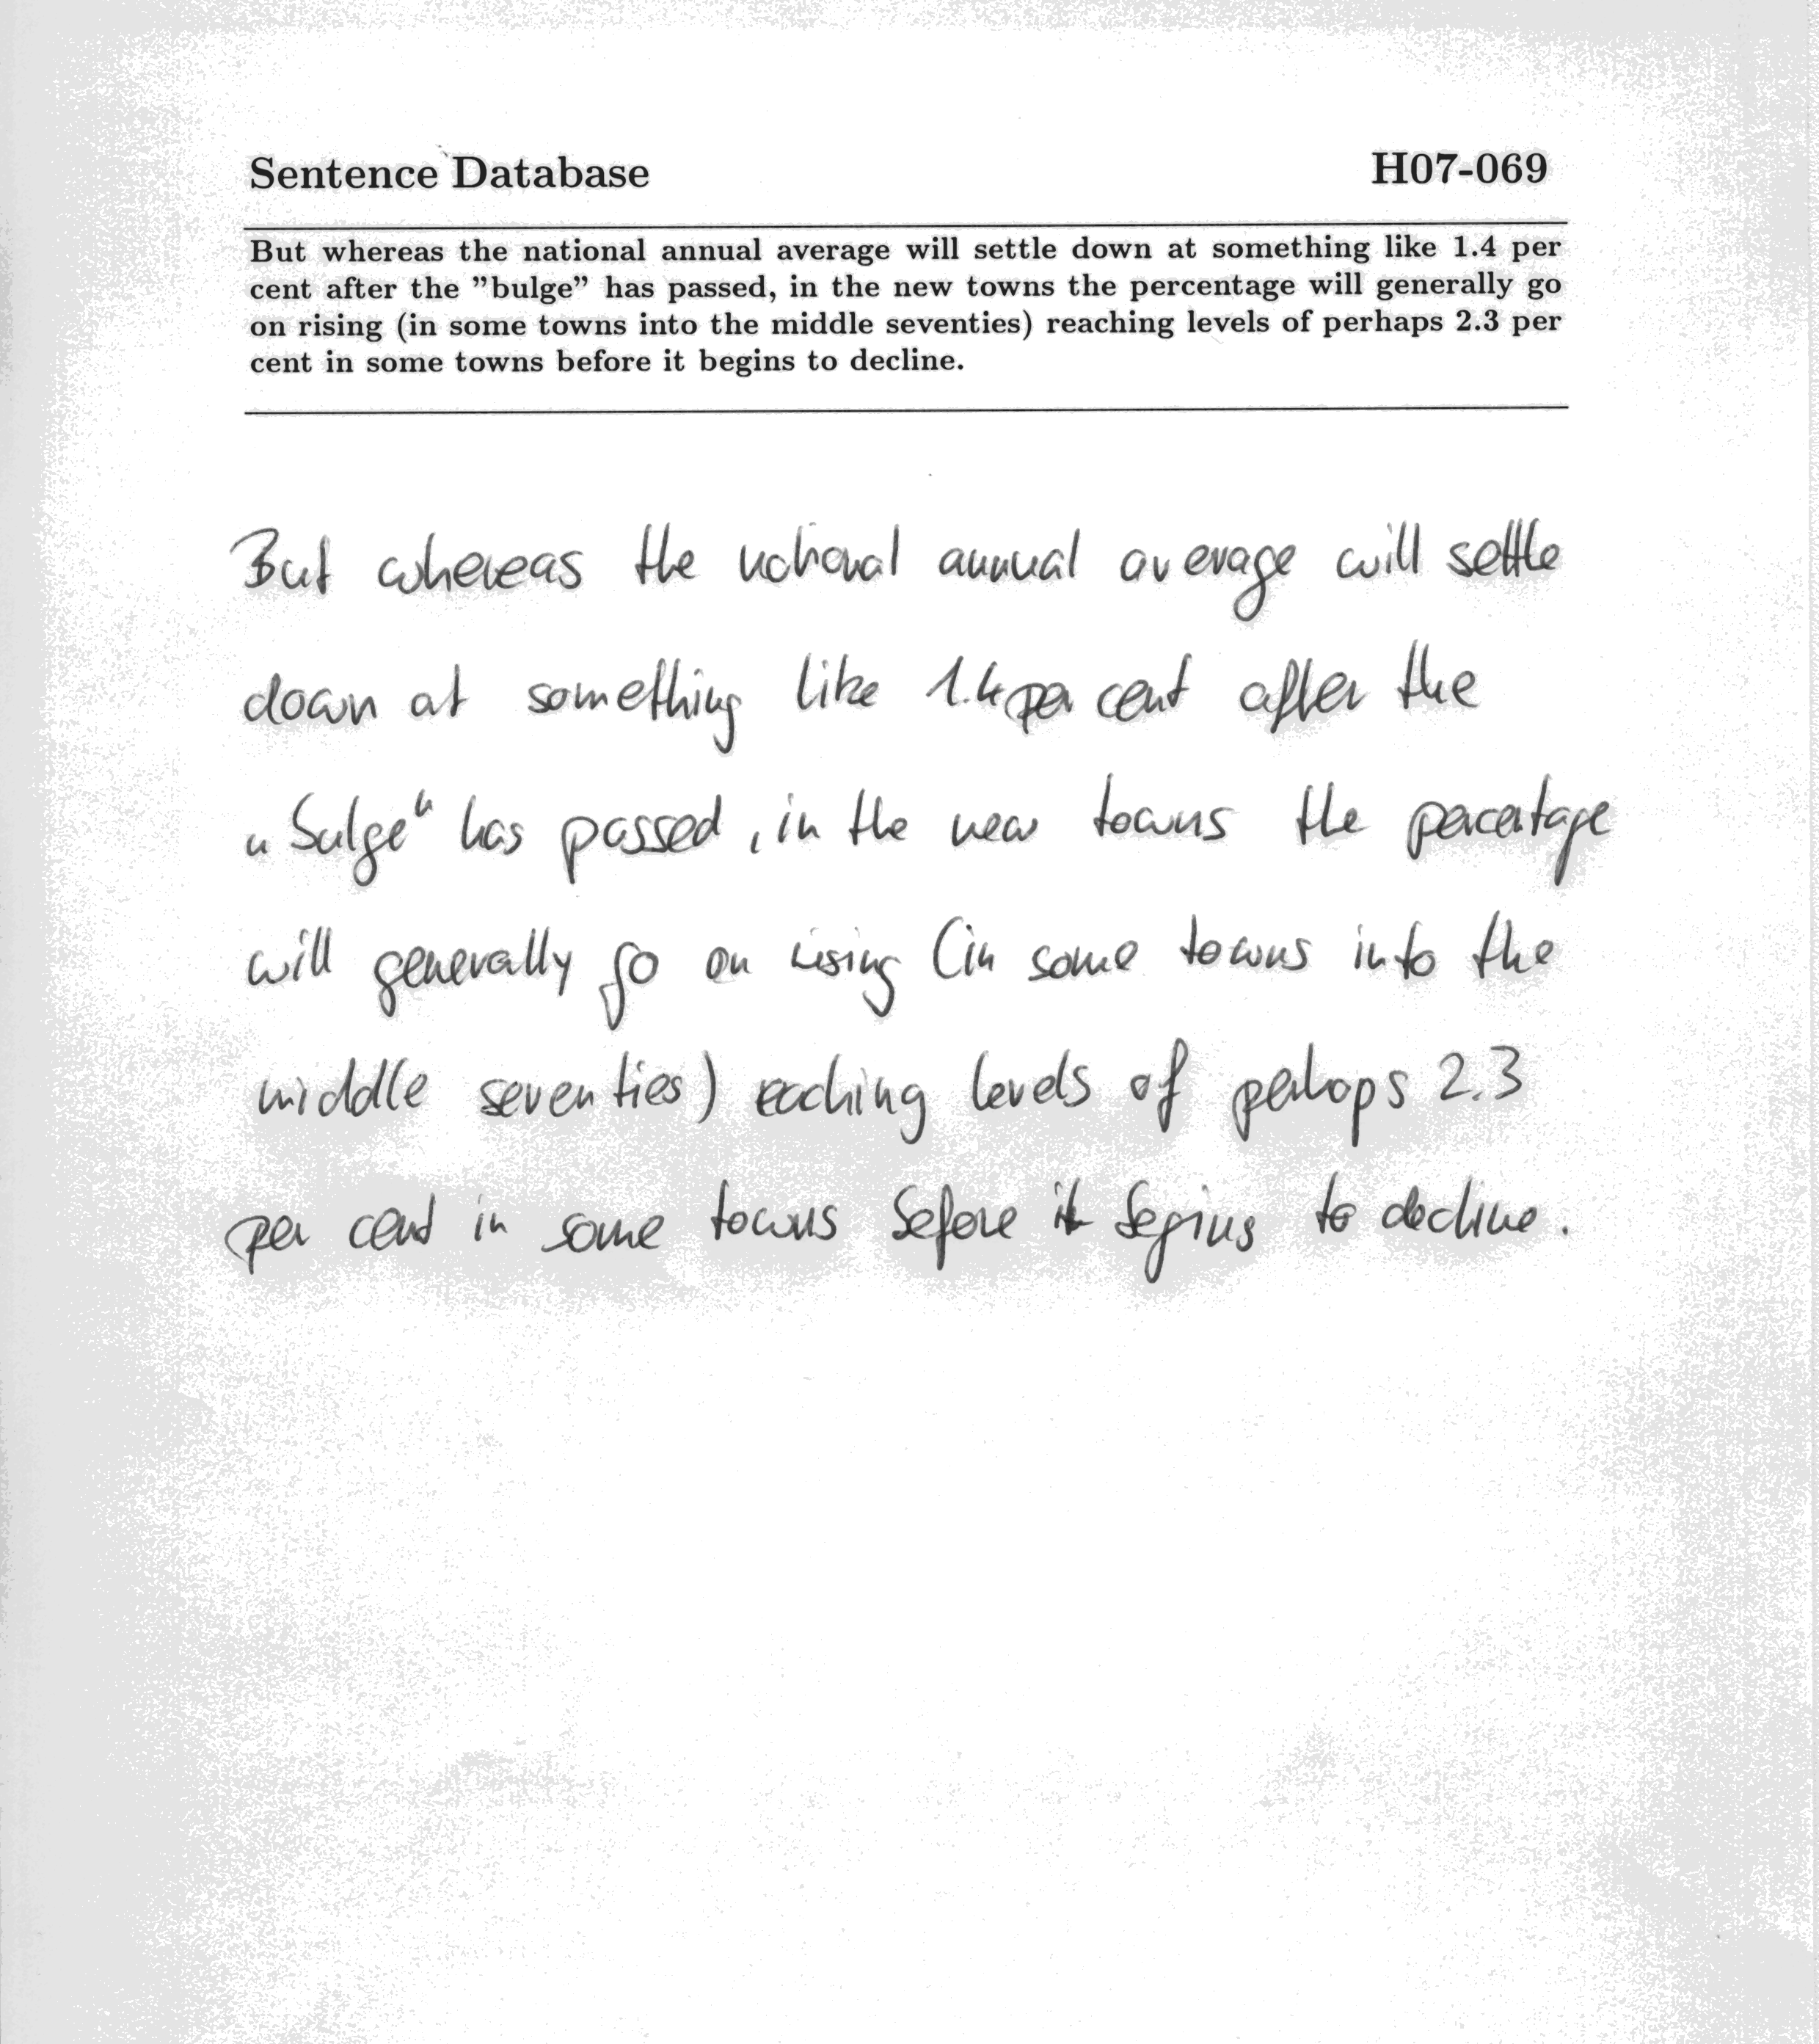 Sentence Database H07-069
But whereas the national annual average will settle down at something like 1.4 per
cent after the "bulge" has passed, in the new towns the percentage will generally go
on rising (in some towns into the middle seventies) reaching levels of perhaps 2.3 per
cent in some towns before it begins to decline.
But whereas the national annual average will settle
down at something like 1.4 per cent after the
„bulge“ has passed, in the new towns the percentage
will generally go on rising (in some towns into the
middle seventies) reaching levels of perhaps 2.3
per cent in some towns before it begins to decline.